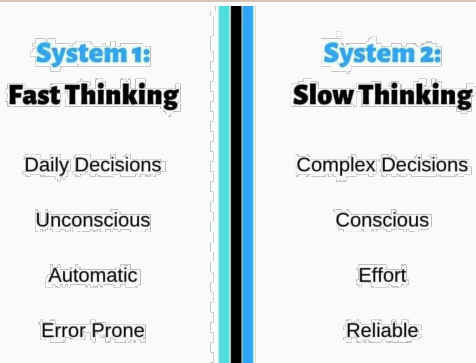 System 1:
Fast Thinking
Daily Decisions
Unconscious
Automatic
Error Prone
System 2:
Slow Thinking
Complex Decisions
Conscious
Effort
Reliable